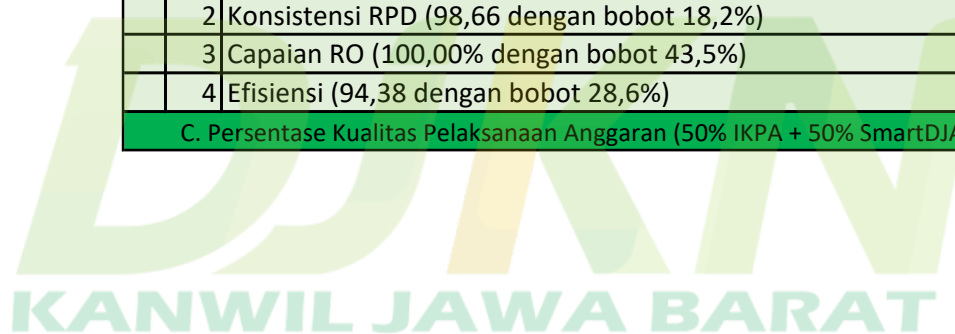 2 Konsistensi RPD (98,66 dengan bobot 18,2%)
3 Capaian RO (100,00% dengan bobot 43,5%)
4 Efisiensi (94,38 dengan bobot 28,6%)
C. Persentase Kualitas Pelaksanaan Anggaran (50% IKPA + 50% SmartDJA
DJKN
KANWIL JAWA BARAT